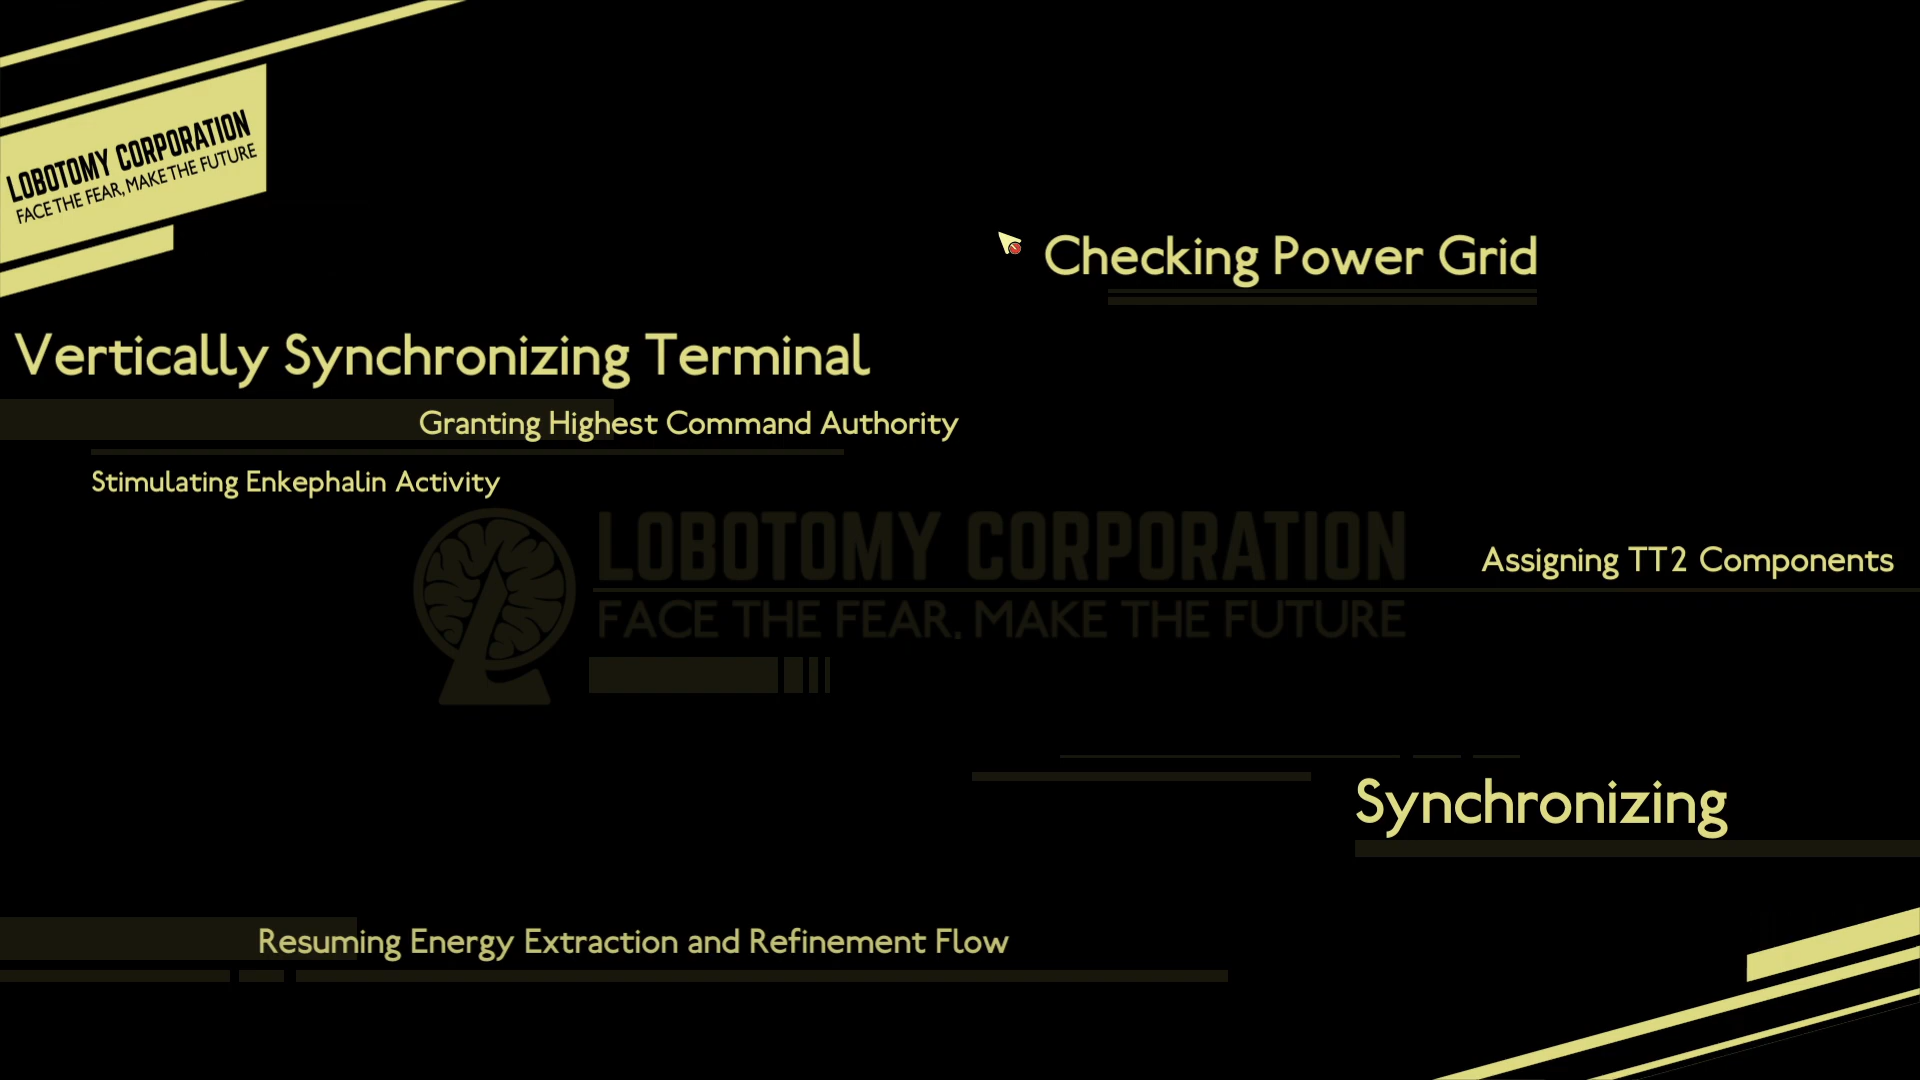 LOBOTOMY CORPORATION
FACE THE FEAR, MAKE THE FUTURE
Checking Power Grid
Vertically Synchronizing Terminal
Granting Highest Command Authority
Stimulating Enkephalin Activity
LOBOTOMY CORPORATION
FACE THE FEAR, MAKE THE FUTURE
Assigning TT2 Components
Synchronizing
Resuming Energy Extraction and Refinement Flow